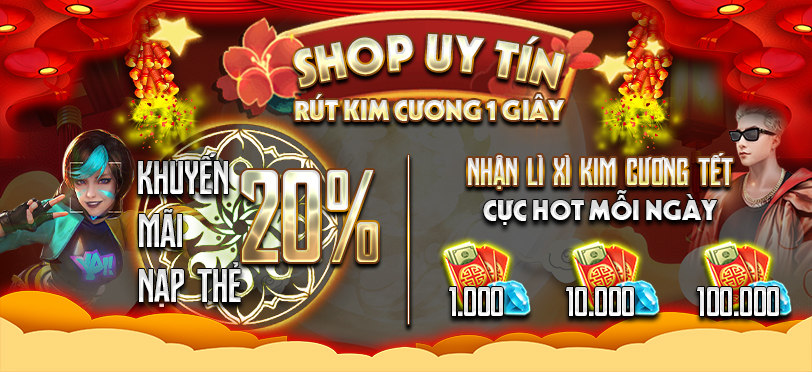 SHOP UY TÍN
RÚT KIM CƯƠNG 1 GIÂY
KHUYẾN
MÃI
NẠP THẺ
20%
NHẬN LÌ XÌ KIM CƯƠNG TẾT
CỰC HOT MỖI NGÀY
1.000
10.000
100.000